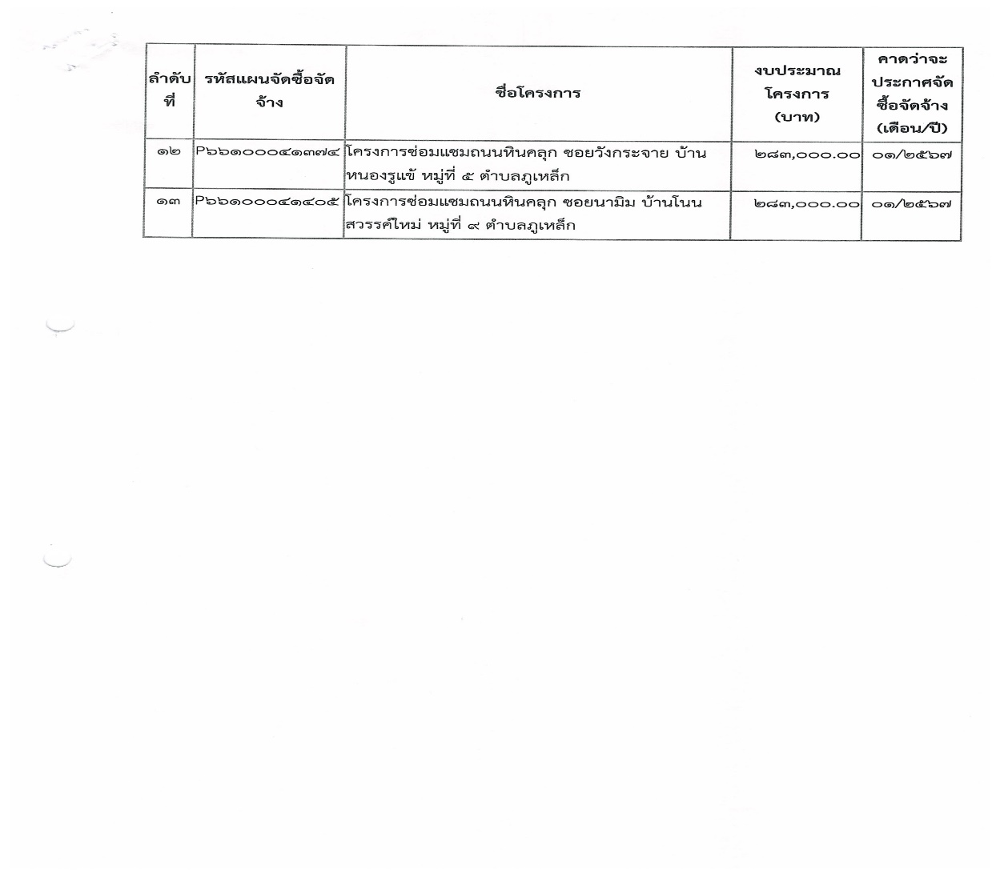 ลำดับ
ที่
รหัสแผนจัดซื้อจัด
จ้าง
ชื่อโครงการ
งบประมาณ
โครงการ
(บาท)
คาดว่าจะ
ประกาศจัด
ซื้อจัดจ้าง
(เดือน/ปี)
๑๒ P๖๖๑๐๐๐๔๑๓๗๔ โครงการซ่อมแซมถนนหินคลุก ซอยวังกระจาย บ้าน ๒๘๓,๐๐๐.๐๐ ๐๑/๒๕๖๗
หนองรูแข้ หมู่ที่ ๕ ตำบลภูเหล็ก
๑๓ P๖๖๑๐๐๐๔๑๔๐๕ โครงการซ่อมแซมถนนหินคลุก ซอยนามิม บ้านโนน ๒๘๓,๐๐๐.๐๐ ๐๑/๒๕๖๗
สวรรค์ใหม่ หมู่ที่ ๙ ตำบลภูเหล็ก